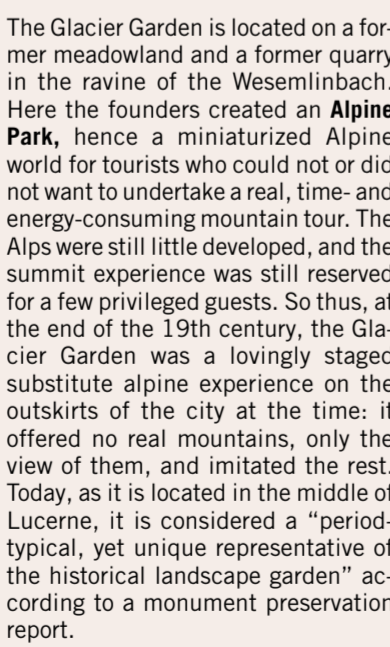 The Glacier Garden is located on a for-
mer meadowland and a former quarry
in the ravine of the Wesemlinbach.
Here the founders created an Alpine
Park, hence a miniaturized Alpine
world for tourists who could not or did
not want to undertake a real, time- and
energy-consuming mountain tour. The
Alps were still little developed, and the
summit experience was still reserved
for a few privileged guests. So thus, at
the end of the 19th century, the Gla-
cier Garden was a lovingly staged
substitute alpine experience on the
outskirts of the city at the time: it
offered no real mountains, only the
view of them, and imitated the rest.
Today, as it is located in the middle of
Lucerne, it is considered a “period-
typical, yet unique representative of
the historical landscape garden” ac-
cording to a monument preservation
report.